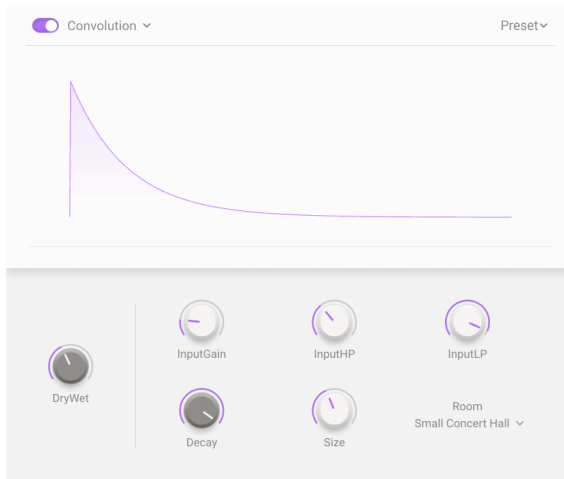 Convolution
Preset
InputGain
InputHP
InputLP
DryWet
Decay
Size
Room
Small Concert Hall